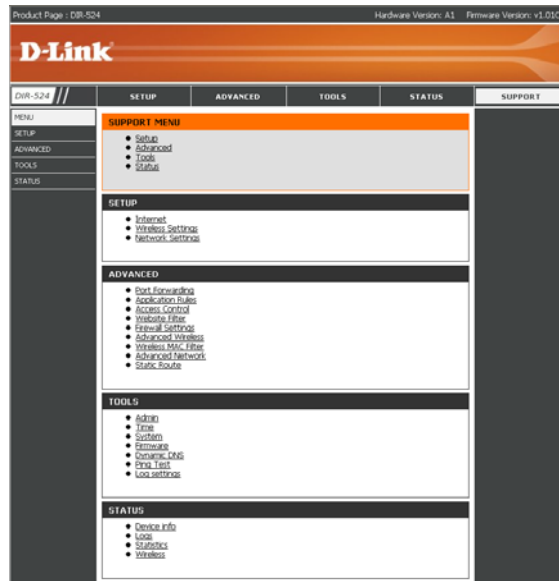 Product Page : DIR-524 Hardware Version: A1 Firmware Version: v1.01
D-Link
DIR-524 // SETUP ADVANCED TOOLS STATUS SUPPORT
MENU
SETUP
ADVANCED
TOOLS
STATUS
SUPPORT MENU
Setup
Advanced
Tools
Status
SETUP
Internet
Wireless Settings
Network Settings
ADVANCED
Port Forwarding
Application Rules
Access Control
Website Filter
Firewall Settings
Advanced Wireless
Wireless MAC Filter
Advanced Network
Static Route
TOOLS
Admin
Time
System
Firmware
Dynamic DNS
Ping Test
Log settings
STATUS
Device info
Logs
Statistics
Wireless